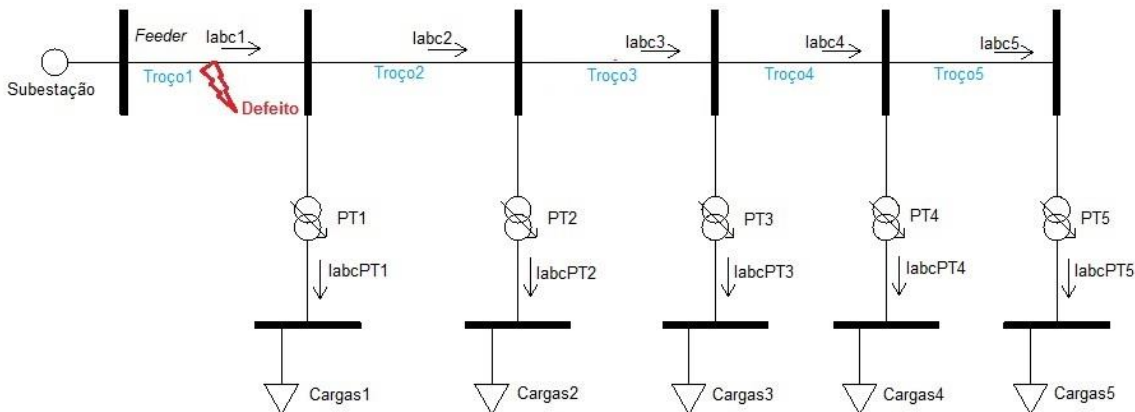 Feeder
Iabc1
Iabc2
Iabc3
Iabc4
Iabc5
Subestação
Troço1
Troço2
Troço3
Troço4
Troço5
Defeito
PT1
PT2
PT3
PT4
PT5
IabcPT1
IabcPT2
IabcPT3
IabcPT4
IabcPT5
Cargas1
Cargas2
Cargas3
Cargas4
Cargas5